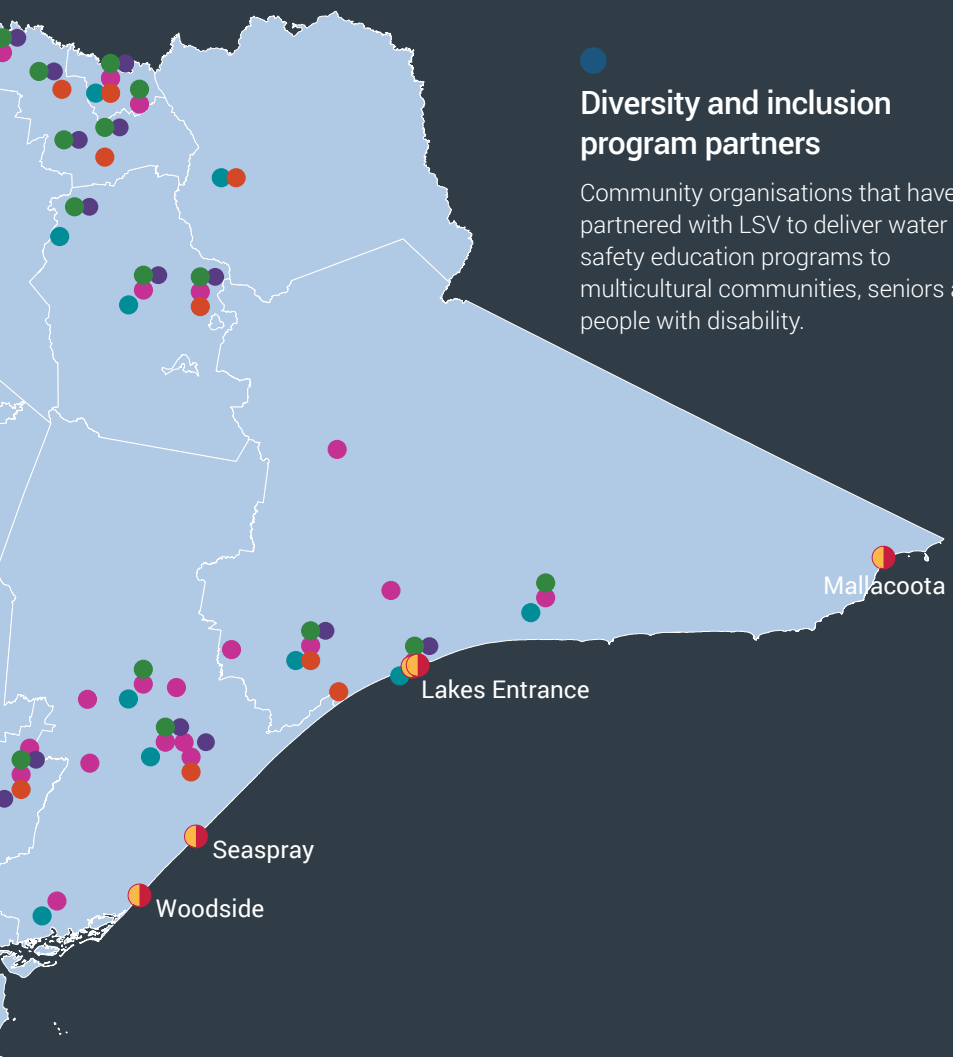 Diversity and inclusion
program partners
Community organisations that have
partnered with LSV to deliver water
safety education programs to
multicultural communities, seniors
people with disability.
Mallacoota
Lakes Entrance
Seaspray
Woodside